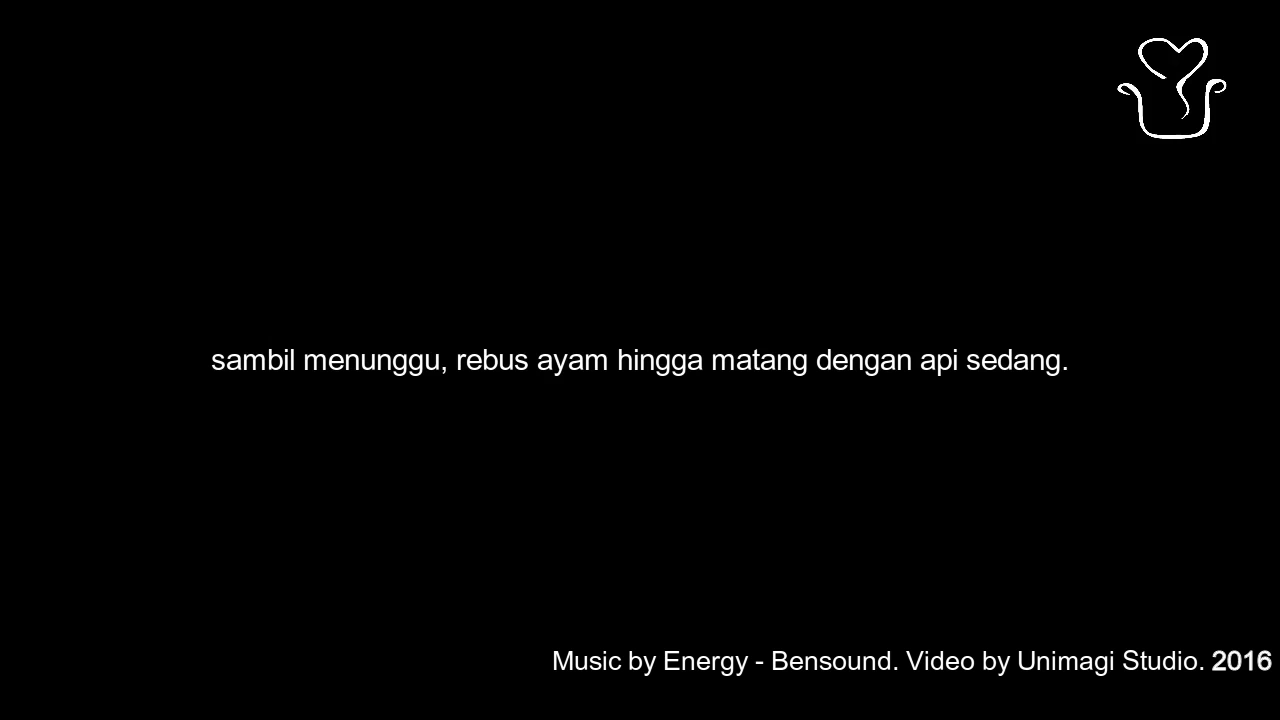 sambil menunggu, rebus ayam hingga matang dengan api sedang.
Music by Energy - Bensound. Video by Unimagi Studio. 2016